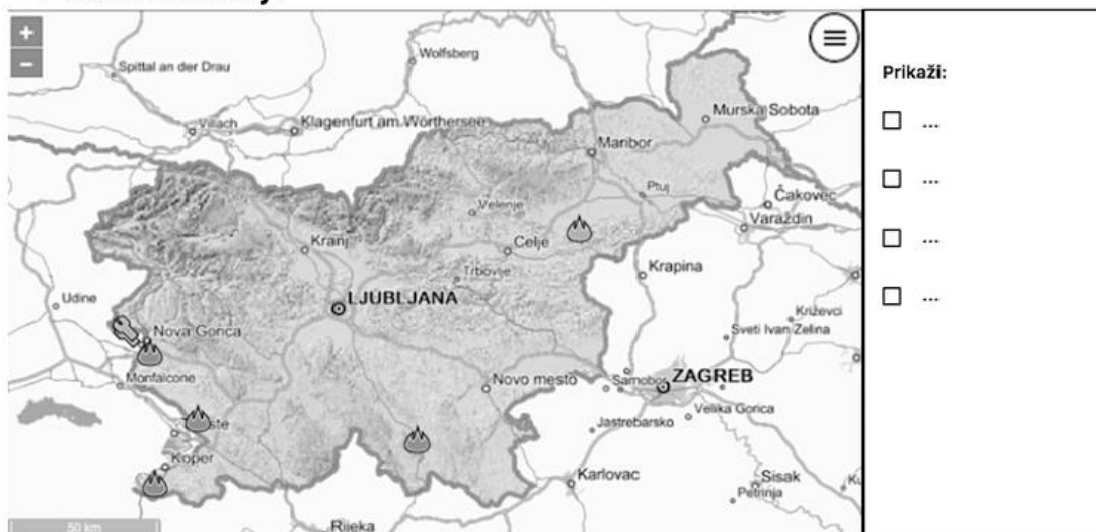 Wolfsberg
Spittal an der Drau
Prikaži:
Murska Sobota
Villach
Klagenfurt am Wörthersee
...
Maribor
...
Ptuj
Čakovec
Velenje
Varaždin
Kranj
Celje
...
Trbovlje
Krapina
Udine
LJUBLJANA
...
Križevci
Nova Gorica
Sveti Ivan Zelina
Monfalcone
Novo mesto
Samobor
ZAGREB
Velika Gorica
Jastrebarsko
Koper
Karlovac
Sisak
Petrinja
50 km
Rijeka